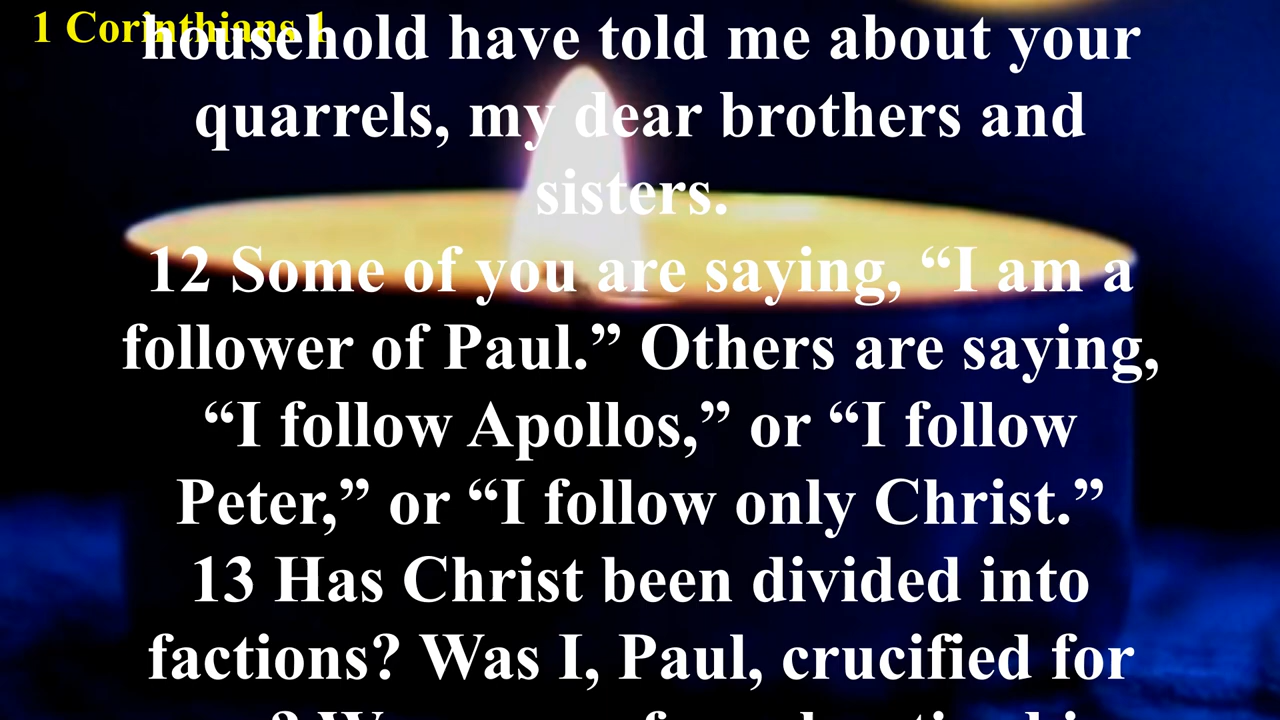 1 Corinthians 1
household have told me about your
quarrels, my dear brothers and
sisters.
12 Some of you are saying, “I am a
follower of Paul.” Others are saying,
“I follow Apollos,” or “I follow
Peter,” or “I follow only Christ.”
13 Has Christ been divided into
factions? Was I, Paul, crucified for